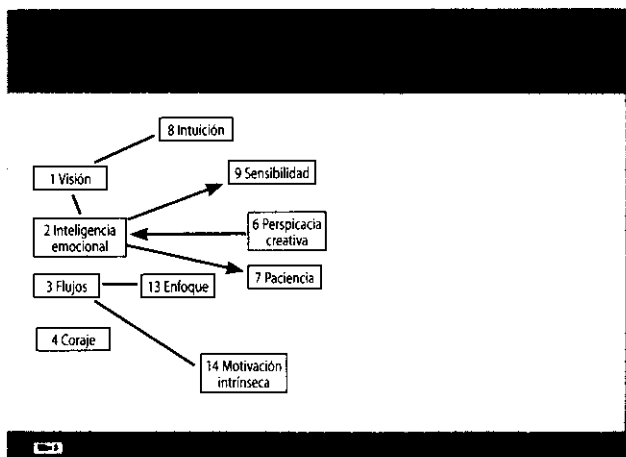 8 Intuición
1 Visión
9 Sensibilidad
2 Inteligencia
emocional
6 Perspicacia
creativa
7 Paciencia
3 Flujos
13 Enfoque
4 Coraje
14 Motivación
intrínseca